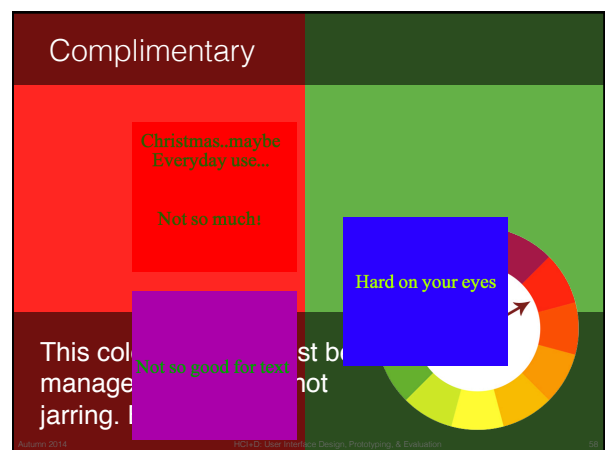 Complimentary
Christmas..maybe
Everyday use...
Not so much!
Hard on your eyes
This col st b
Not so good for text
manage not
jarring.
Autumn 2014 HCI+D: User Interface Design, Prototyping, & Evaluation 58